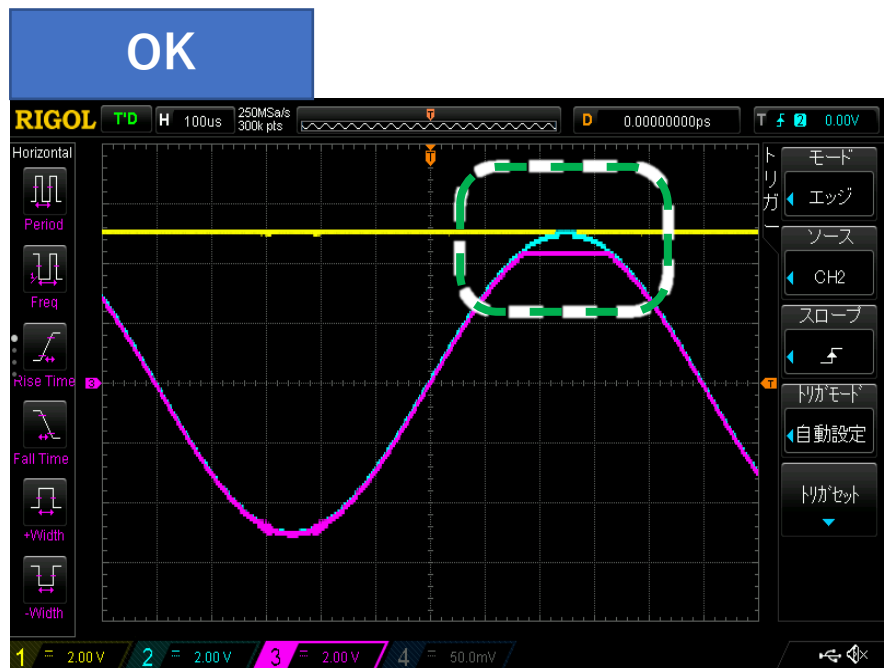 OK
RIGOL T'D H 100us 250MSa/s 300k pts T D 0.00000000ps T 2 0.00V
Horizontal
Period
Freq
Rise Time
Fall Time
+Width
-Width
T
3
T
トリガー
モード
エッジ
ソース
CH2
スロープ
トリガモード
自動設定
トリガセット
1 = 2.00 V 2 = 2.00 V 3 = 2.00 V 4 = 50.0mV